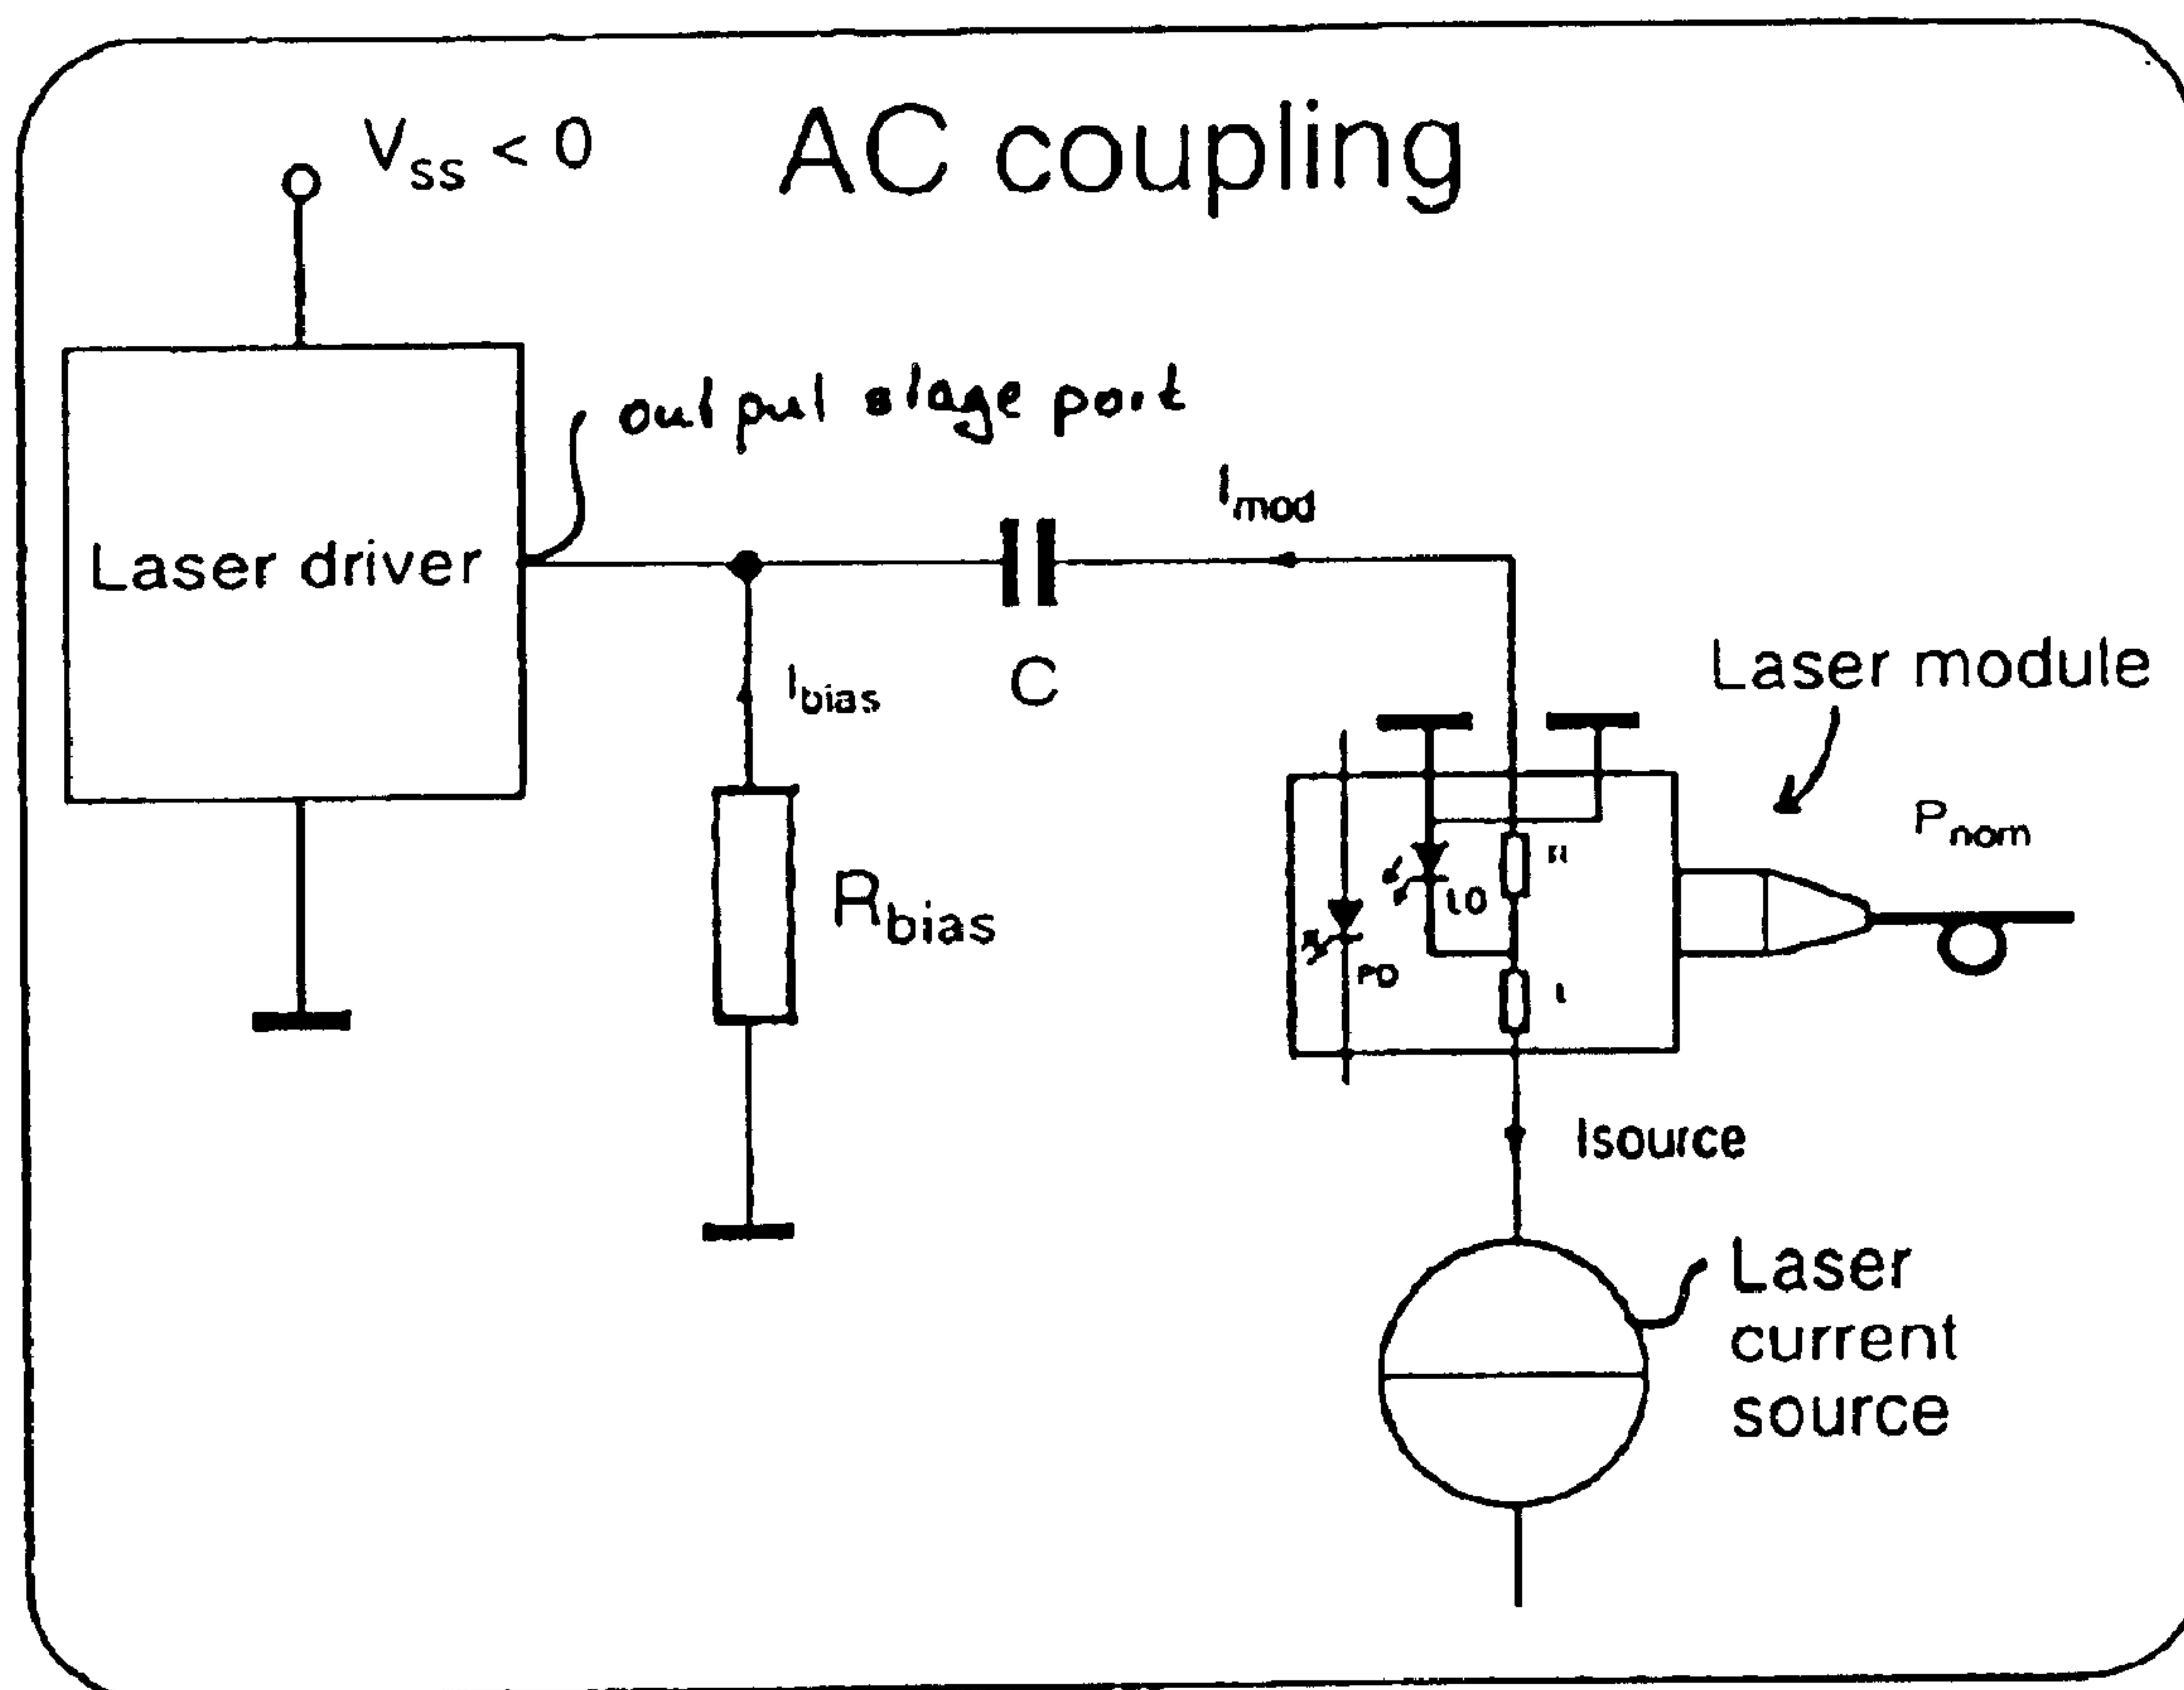 AC coupling
Vss < 0
output stage port
Laser driver
Imod
Ibias
C
Rbias
Laser module
Pnom
R
LD
PD
L
Isource
Laser
current
source